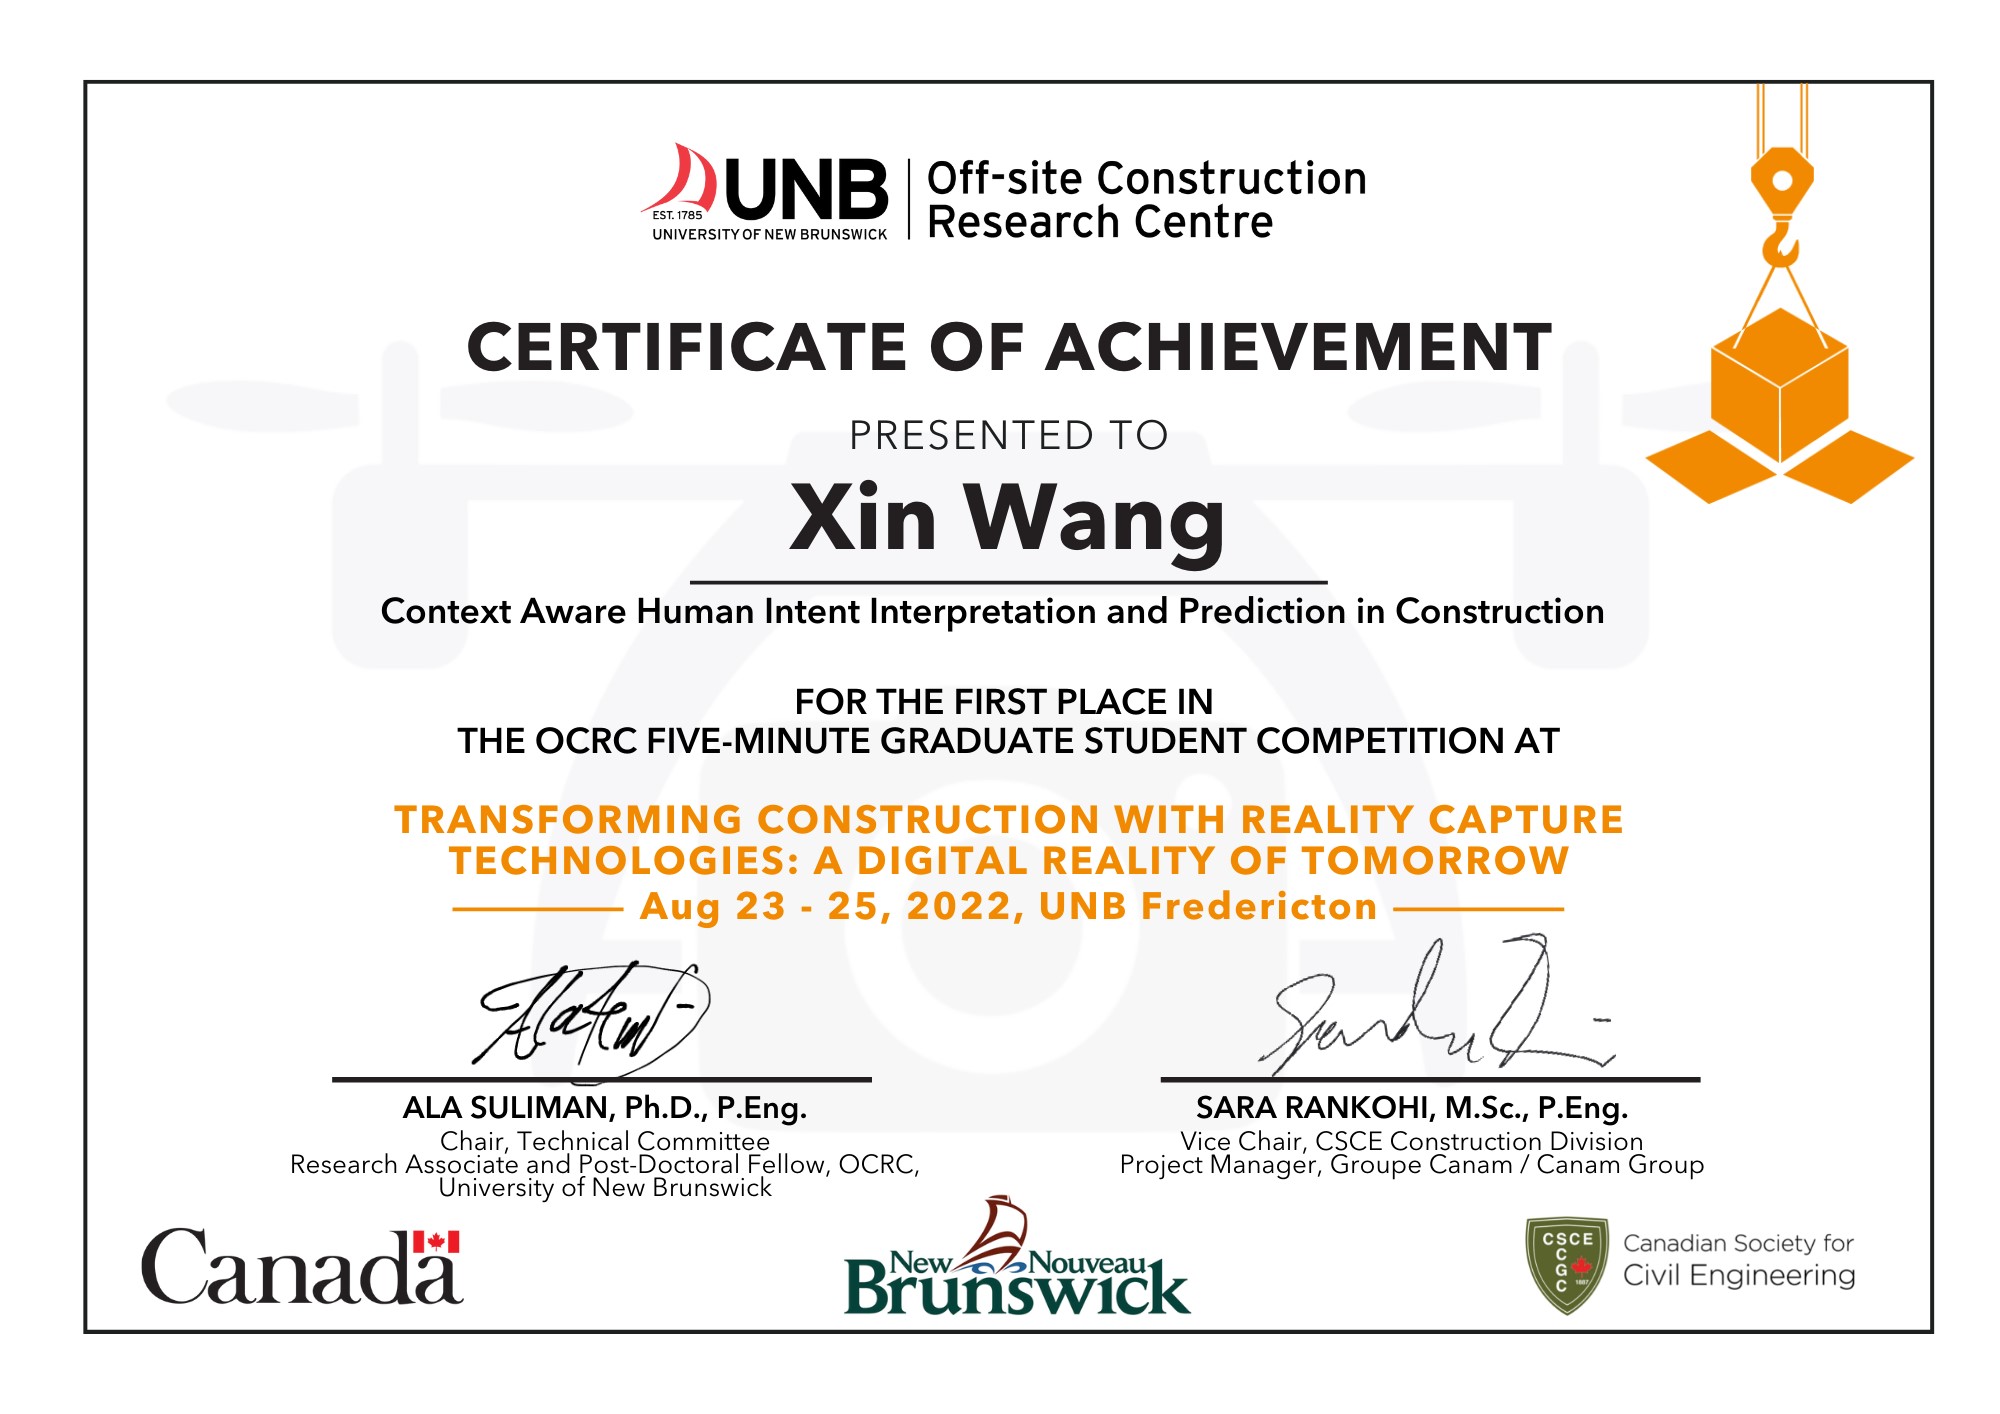 UNB
EST. 1785
UNIVERSITY OF NEW BRUNSWICK
Off-site Construction
Research Centre
CERTIFICATE OF ACHIEVEMENT
PRESENTED TO
Xin Wang
Context Aware Human Intent Interpretation and Prediction in Construction
FOR THE FIRST PLACE IN
THE OCRC FIVE-MINUTE GRADUATE STUDENT COMPETITION AT
TRANSFORMING CONSTRUCTION WITH REALITY CAPTURE
TECHNOLOGIES: A DIGITAL REALITY OF TOMORROW
Aug 23 - 25, 2022, UNB Fredericton
ALA SULIMAN, Ph.D., P.Eng.
Chair, Technical Committee
Research Associate and Post-Doctoral Fellow, OCRC,
University of New Brunswick
SARA RANKOHI, M.Sc., P.Eng.
Vice Chair, CSCE Construction Division
Project Manager, Groupe Canam / Canam Group
Canada
New Nouveau
Brunswick
CSCE
CGC
1887
Canadian Society for
Civil Engineering